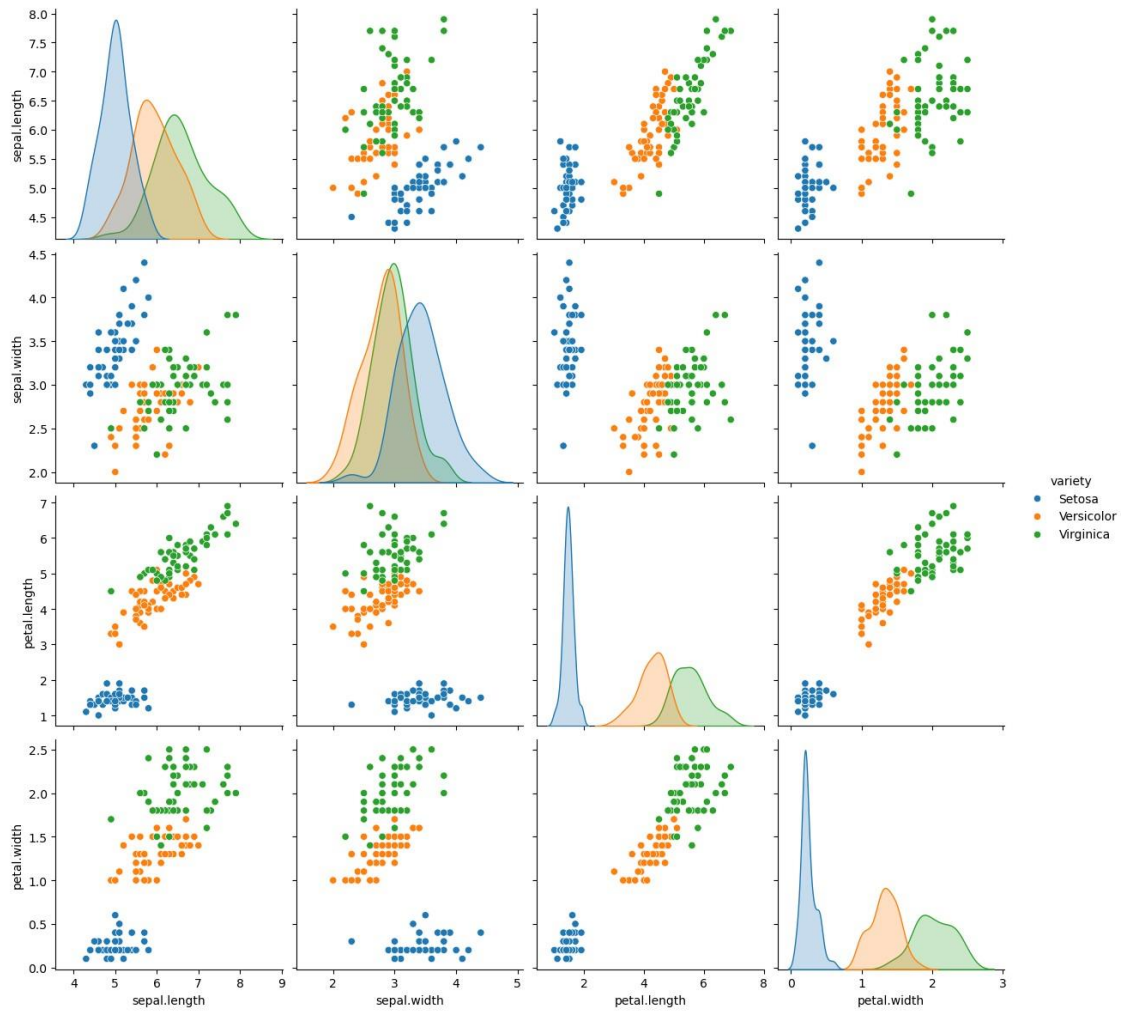 8.0
7.5
7.0
6.5
6.0
5.5
5.0
4.5
sepal.length
4.5
4.0
3.5
3.0
2.5
2.0
sepal.width
variety
Setosa
Versicolor
Virginica
7
6
5
4
3
2
1
petal.length
2.5
2.0
1.5
1.0
0.5
0.0
petal.width
4 5 6 7 8 9
2 3 4 5
2 4 6 8
0 1 2 3
sepal.length
sepal.width
petal.length
petal.width